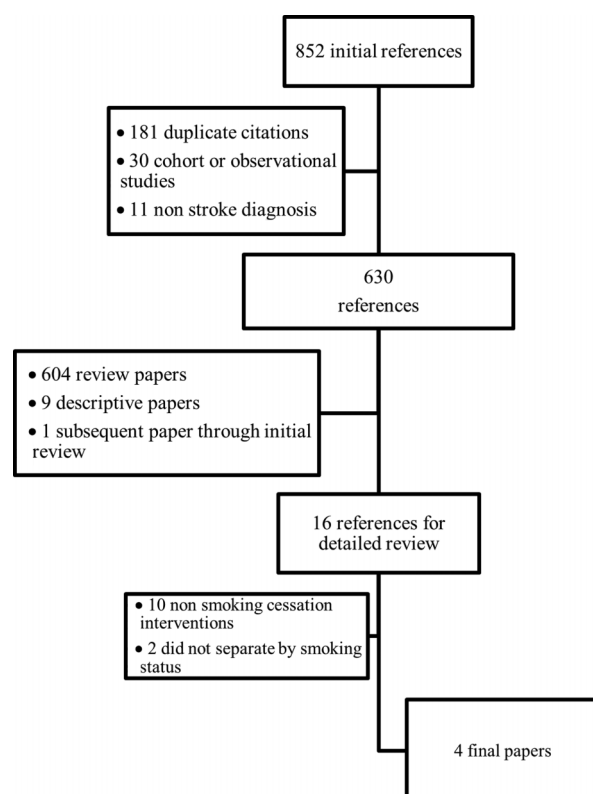 852 initial references
• 181 duplicate citations
• 30 cohort or observational
studies
• 11 non stroke diagnosis
630
references
• 604 review papers
• 9 descriptive papers
• 1 subsequent paper through initial
review
16 references for
detailed review
• 10 non smoking cessation
interventions
• 2 did not separate by smoking
status
4 final papers